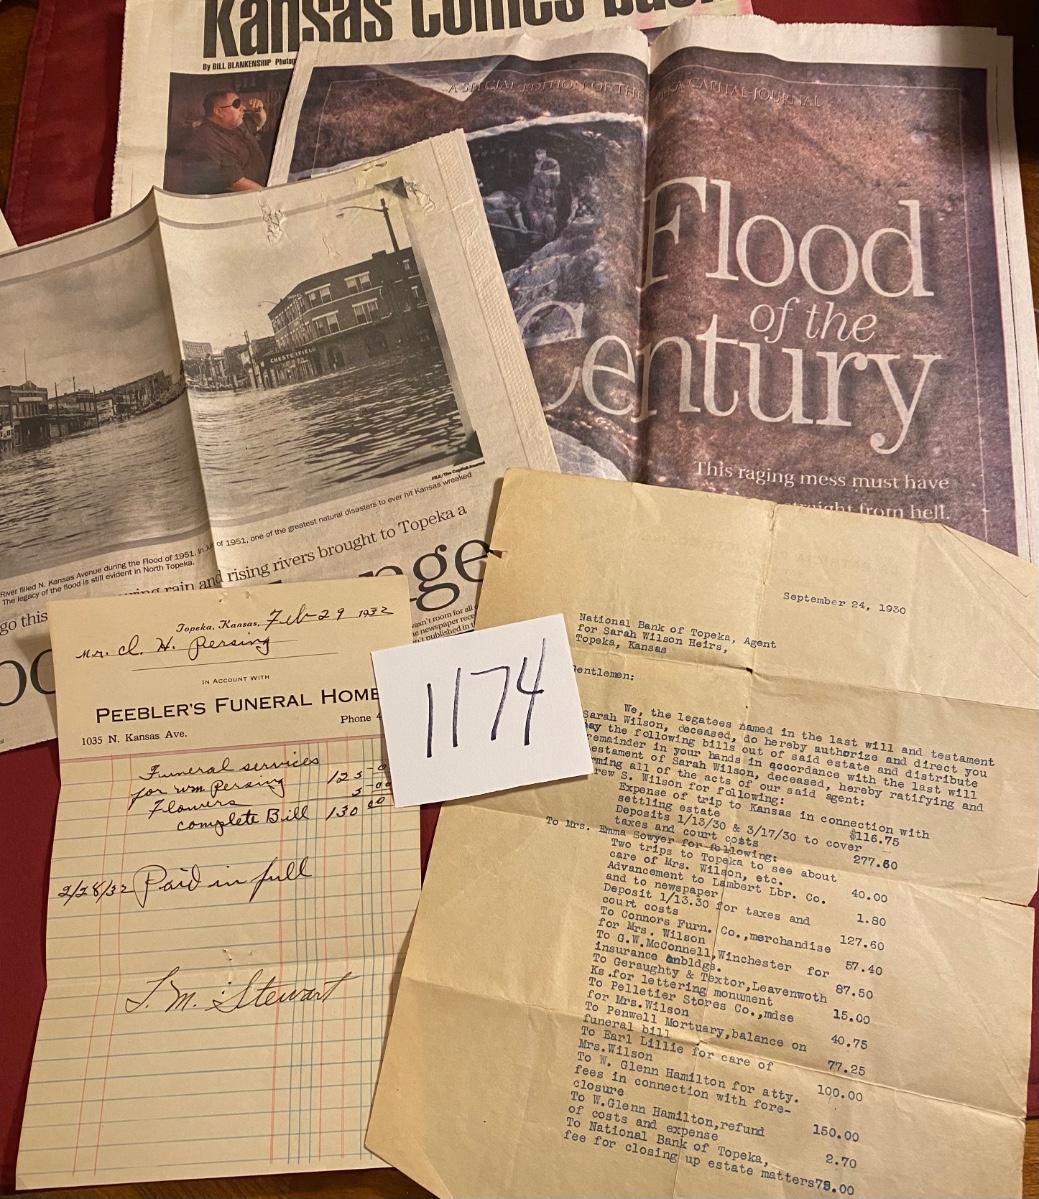 Kansas comes back
By BILL BLANKENSHIP
A SPECIAL EDITION OF THE CAPITAL-JOURNAL
Flood
of the
Century
This raging mess must have
from hell.
CHESTERFIELD
The Capital-Journal
River filled N. Kansas Avenue during the Flood of 1951. In of 1951, one of the greatest natural disasters to ever hit Kansas wreaked
The legacy of the flood is still evident in North Topeka.
rain and rising rivers brought to Topeka a
go this
nge
Topeka, Kansas, Feb 29 1932
Mr. C. H. Persing
IN ACCOUNT WITH
PEEBLER'S FUNERAL HOME
Phone 4
1035 N. Kansas Ave.
Funeral services
for Wm Persing 125-00
Flowers 5-00
Complete Bill 130 00
2/28/32 Paid in full
L. M. Stewart
1174
September 24, 1930
National Bank of Topeka, Agent
for Sarah Wilson Heirs,
Topeka, Kansas
entlemen:
We, the legatees named in the last will and testament
Sarah Wilson, deceased, do hereby authorize and direct you
pay the following bills out of said estate and distribute
remainder in your hands in accordance with the last will
estament of Sarah Wilson, deceased, hereby ratifying and
rming all of the acts of our said agent:
rew S. Wilson for following:
Expense of trip to Kansas in connection with
settling estate $116.75
Deposits 1/13/30 & 3/17/30 to cover
taxes and court costs 277.60
To Mrs. Emma Sowyer for following:
Two trips to Topeka to see about
care of Mrs. Wilson, etc. 40.00
Advancement to Lambert Lbr. Co.
and to newspaper 1.80
Deposit 1/13.30 for taxes and
court costs 127.60
To Connors Furn. Co.,merchandise
for Mrs. Wilson 57.40
To G.W.McConnell,Winchester for
insurance onbldgs. 87.50
To Geraughty & Textor,Leavenwoth
Ks.for lettering monument 15.00
To Pelletier Stores Co.,mdse
for Mrs.Wilson 40.75
To Penwell Mortuary,balance on
funeral bill 77.25
To Earl Lillie for care of
Mrs.Wilson 100.00
To W. Glenn Hamilton for atty.
fees in connection with fore-
closure 150.00
To W.Glenn Hamilton,refund
of costs and expense 2.70
To National Bank of Topeka,
fee for closing up estate matters75.00